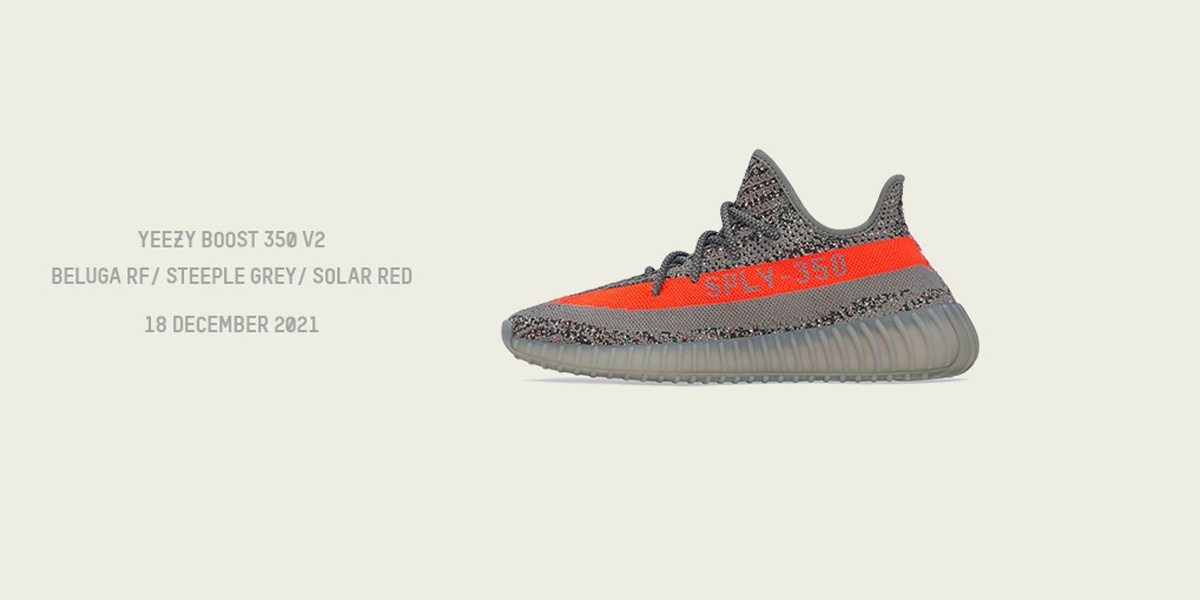 YEEZY BOOST 350 V2
BELUGA RF/ STEEPLE GREY/ SOLAR RED
18 DECEMBER 2021
SPLY-350